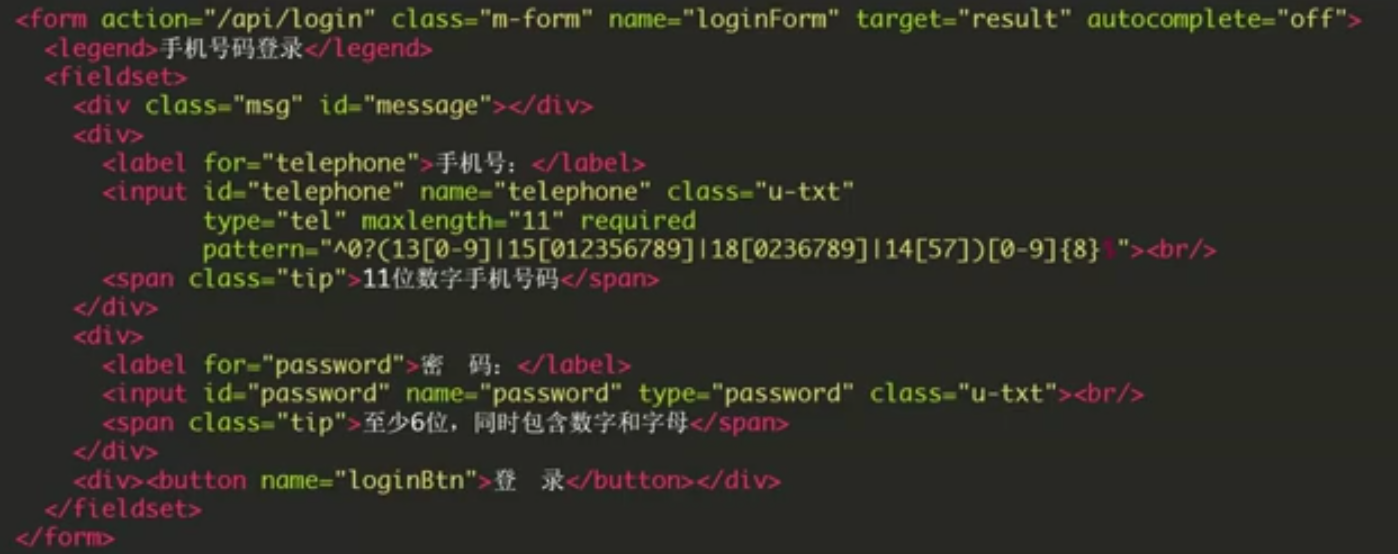 <form action="/api/login" class="m-form" name="loginForm" target="result" autocomplete="off">
<legend>手机号码登录</legend>
<fieldset>
<div class="msg" id="message"></div>
<div>
<label for="telephone">手机号：</label>
<input id="telephone" name="telephone" class="u-txt"
type="tel" maxlength="11" required
pattern="^0?(13[0-9]|15[012356789]|18[0236789]|14[57])[0-9]{8}$"><br/>
<span class="tip">11位数字手机号码</span>
</div>
<div>
<label for="password">密　码：</label>
<input id="password" name="password" type="password" class="u-txt"><br/>
<span class="tip">至少6位，同时包含数字和字母</span>
</div>
<div><button name="loginBtn">登　录</button></div>
</fieldset>
</form>